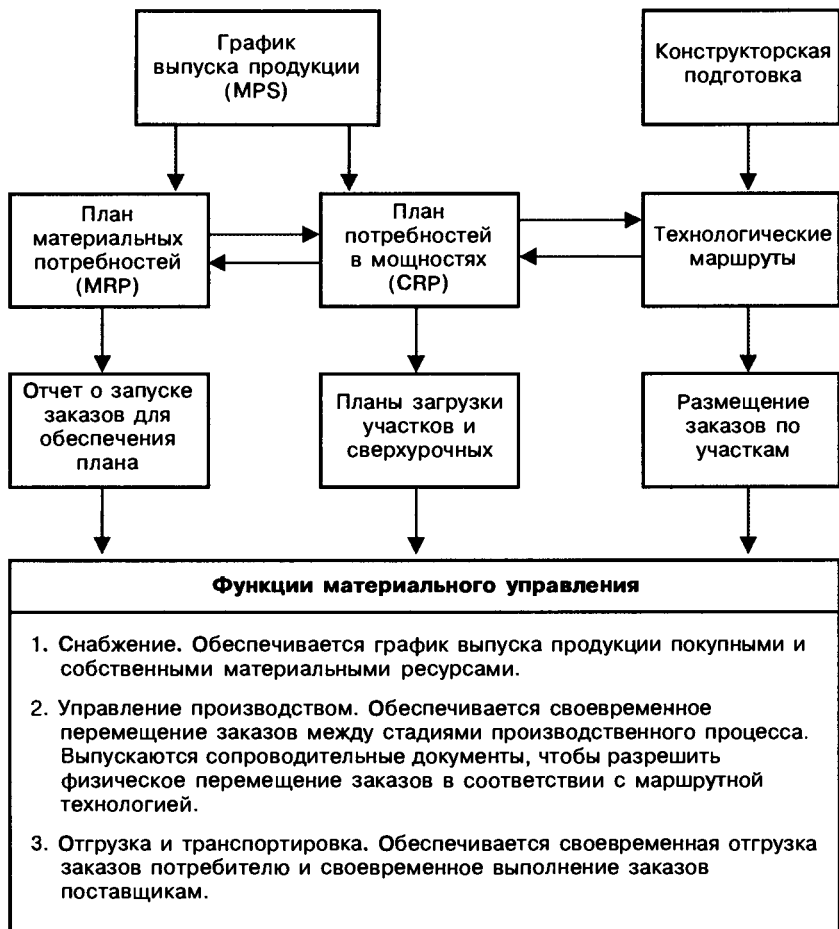 График
выпуска продукции
(MPS)
Конструкторская
подготовка
План
материальных
потребностей
(MRP)
План
потребностей
в мощностях
(CRP)
Технологические
маршруты
Отчет о запуске
заказов для
обеспечения
плана
Планы загрузки
участков и
сверхурочных
Размещение
заказов по
участкам
Функции материального управления
1. Снабжение. Обеспечивается график выпуска продукции покупными и
собственными материальными ресурсами.
2. Управление производством. Обеспечивается своевременное
перемещение заказов между стадиями производственного процесса.
Выпускаются сопроводительные документы, чтобы разрешить
физическое перемещение заказов в соответствии с маршрутной
технологией.
3. Отгрузка и транспортировка. Обеспечивается своевременная отгрузка
заказов потребителю и своевременное выполнение заказов
поставщикам.